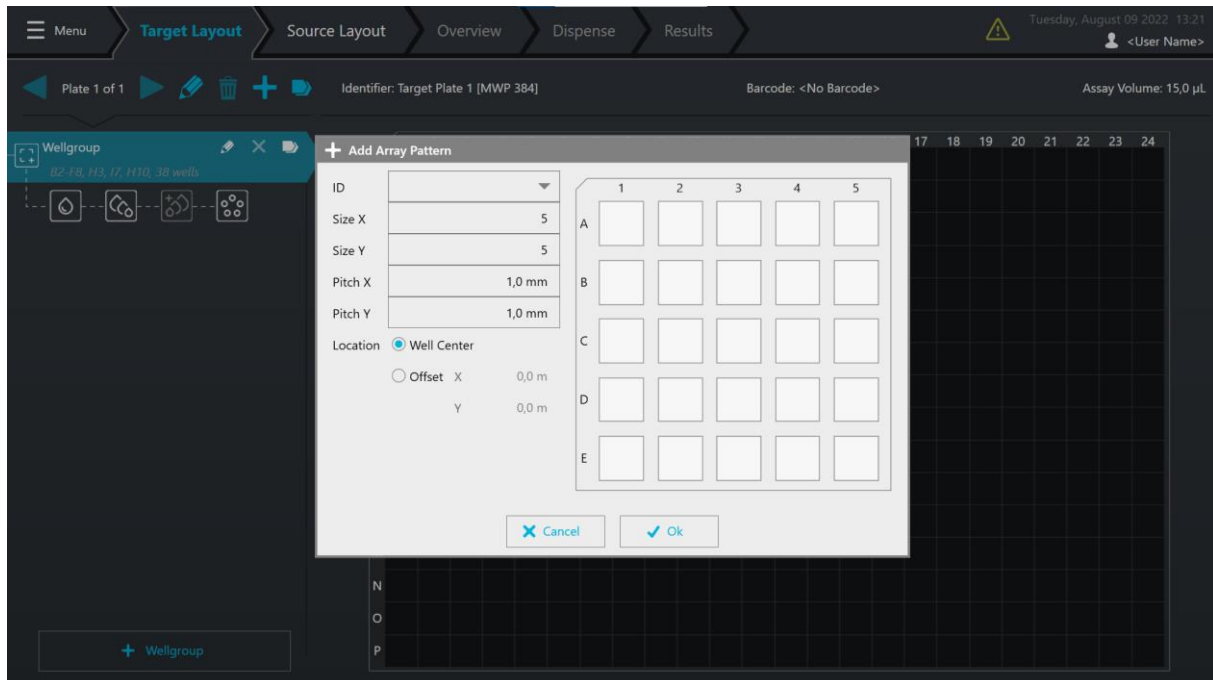 Menu Target Layout Source Layout Overview Dispense Results Tuesday, August 09 2022 13:21
<User Name>
Plate 1 of 1 Identifier: Target Plate 1 [MWP 384] Barcode: <No Barcode> Assay Volume: 15,0 µL
Wellgroup
B2-F8, H3, I7, H10, 38 wells
17 18 19 20 21 22 23 24
Add Array Pattern
ID
Size X 5
Size Y 5
Pitch X 1,0 mm
Pitch Y 1,0 mm
Location Well Center
Offset X 0,0 m
Y 0,0 m
1 2 3 4 5
A
B
C
D
E
Cancel Ok
N
O
P
+ Wellgroup